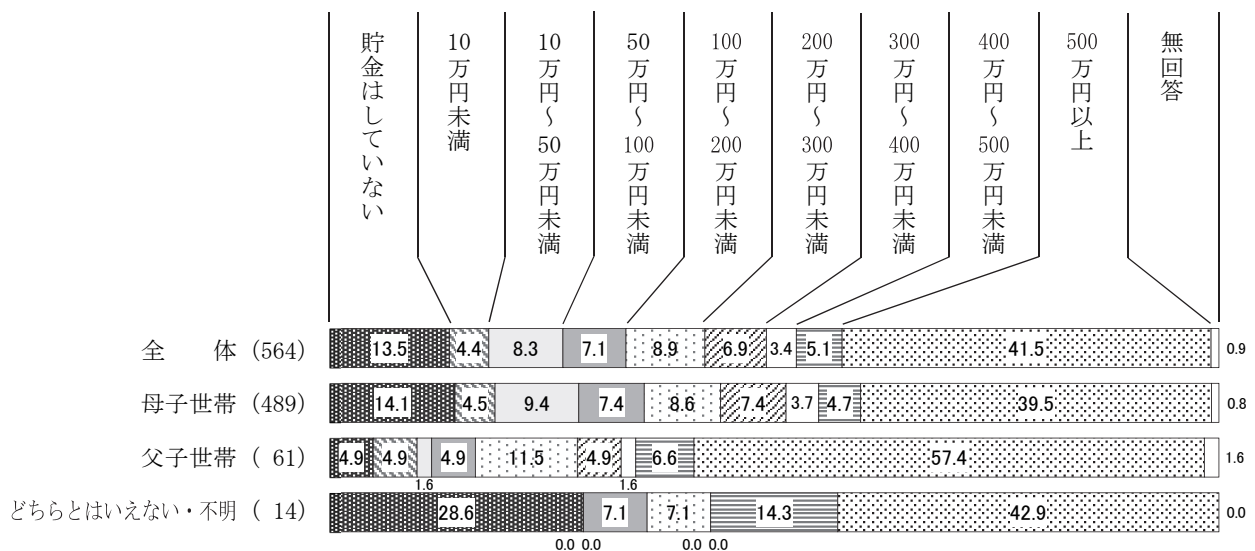 貯金はしていない
10万円未満
10万円〜50万円未満
50万円〜100万円未満
100万円〜200万円未満
200万円〜300万円未満
300万円〜400万円未満
400万円〜500万円未満
500万円以上
無回答
全 体 (564) 13.5 4.4 8.3 7.1 8.9 6.9 3.4 5.1 41.5 0.9
母子世帯 (489) 14.1 4.5 9.4 7.4 8.6 7.4 3.7 4.7 39.5 0.8
父子世帯 ( 61) 4.9 4.9 4.9 11.5 4.9 6.6 57.4 1.6
1.6 1.6
どちらとはいえない・不明 ( 14) 28.6 7.1 7.1 14.3 42.9 0.0
0.0 0.0 0.0 0.0